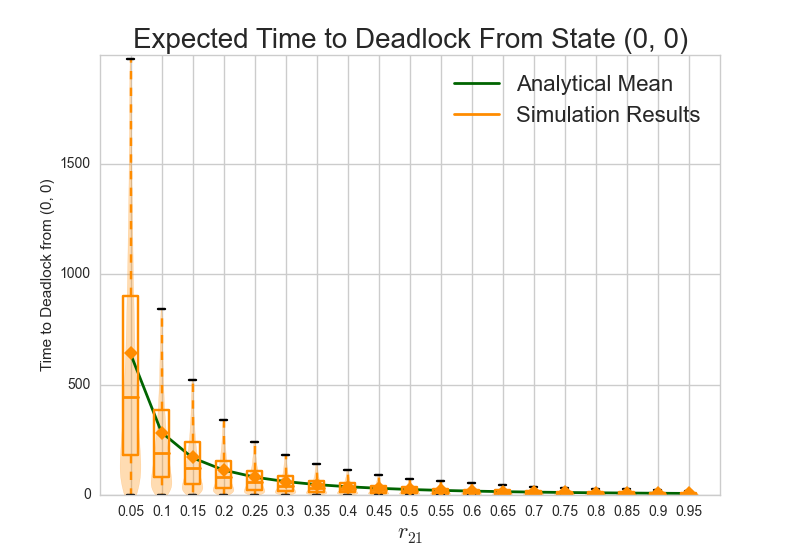 Expected Time to Deadlock From State (0, 0)
Analytical Mean
Simulation Results
Time to Deadlock from (0, 0)
1500
1000
500
0
0.05 0.1 0.15 0.2 0.25 0.3 0.35 0.4 0.45 0.5 0.55 0.6 0.65 0.7 0.75 0.8 0.85 0.9 0.95
r21